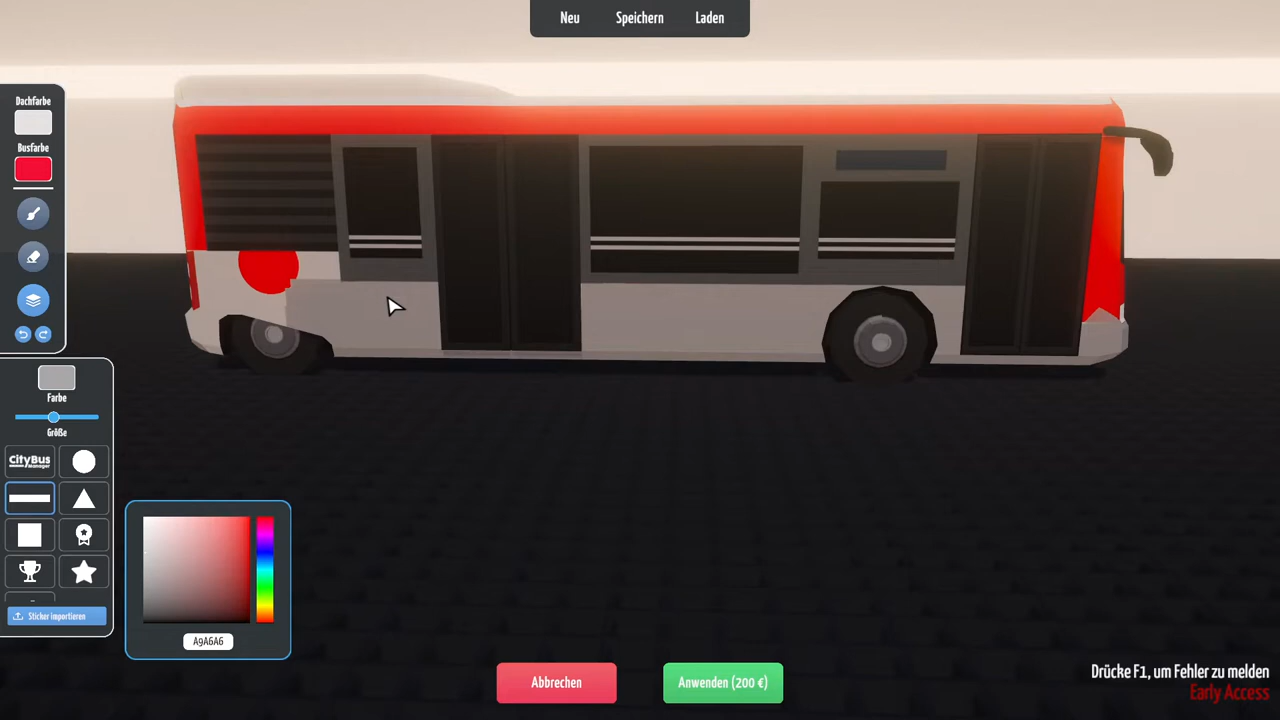 Neu Speichern Laden
Dachfarbe
Busfarbe
Farbe
Größe
CityBus
Manager
Sticker importieren
A9A6A6
Abbrechen
Anwenden (200 €)
Drücke F1, um Fehler zu melden
Early Access